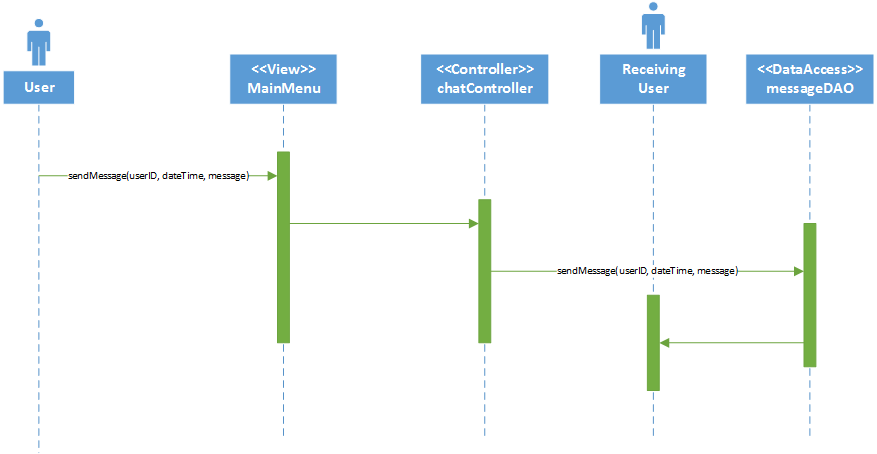 User
<<View>>
MainMenu
<<Controller>>
chatController
Receiving
User
<<DataAccess>>
messageDAO
sendMessage(userID, dateTime, message)
sendMessage(userID, dateTime, message)